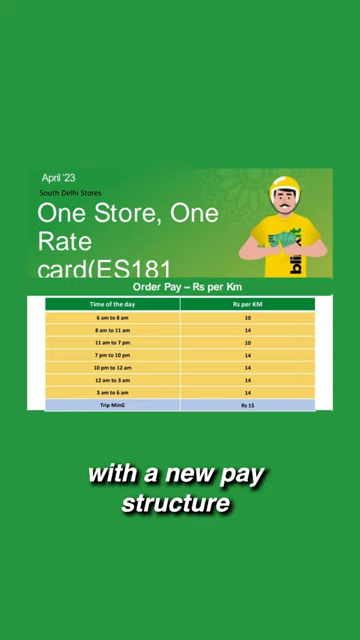 April '23
South Delhi Stores
One Store, One
Rate
card(ES181
blinkit
Order Pay – Rs per Km
Time of the day Rs per KM
6 am to 8 am 10
8 am to 11 am 14
11 am to 7 pm 10
7 pm to 10 pm 14
10 pm to 12 am 14
12 am to 3 am 14
3 am to 6 am 14
Trip MinG Rs 15
with a new pay
structure